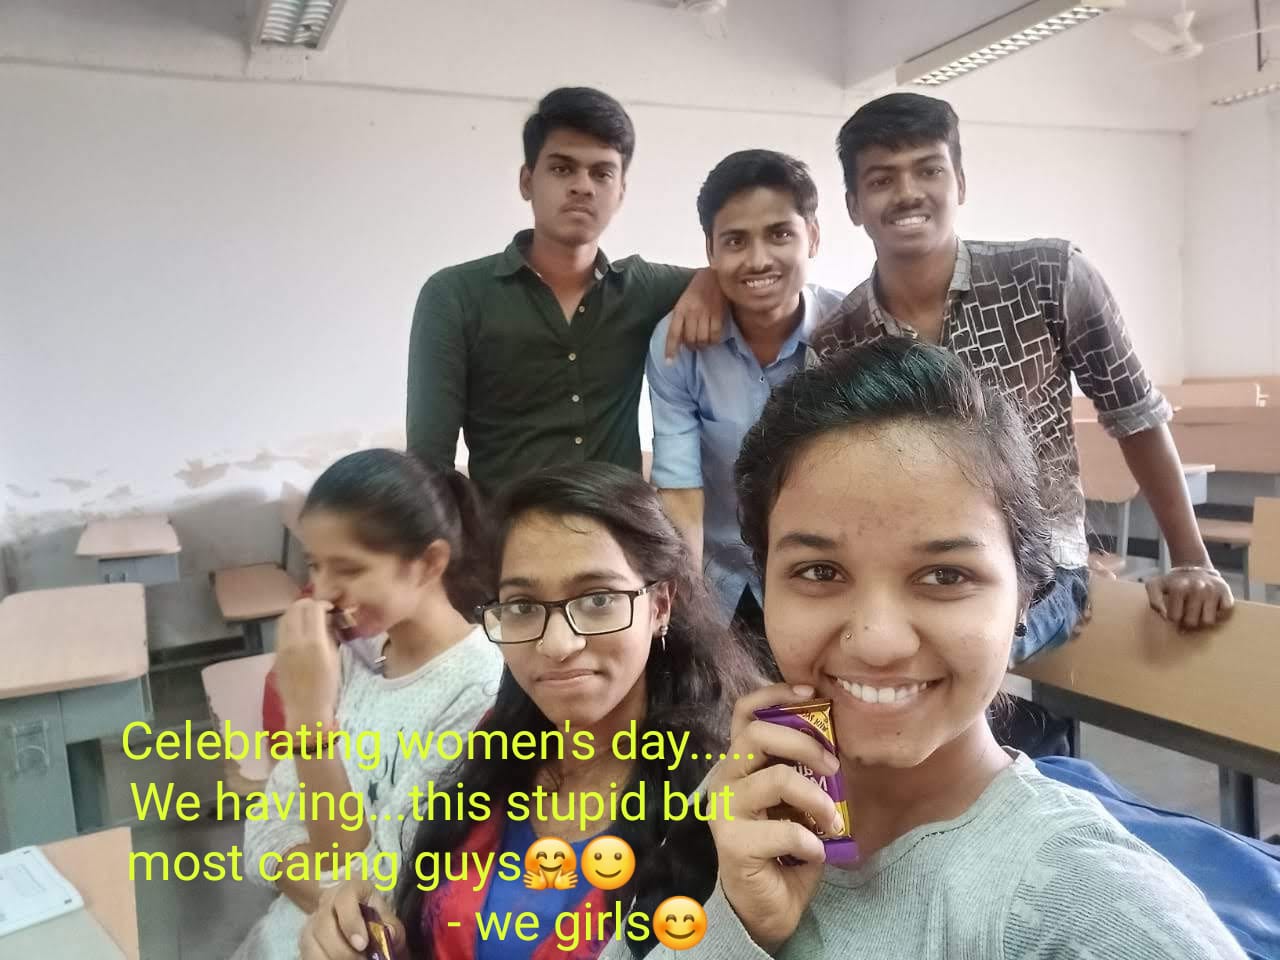 Celebrating women's day.....
We having...this stupid but
most caring guys🤗🙂
- we girls😊